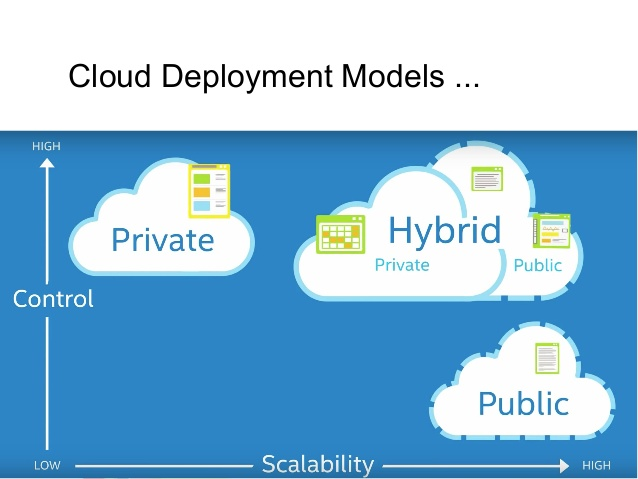 Cloud Deployment Models ...
HIGH
Private
Hybrid
Private
Public
Control
Public
LOW
Scalability
HIGH